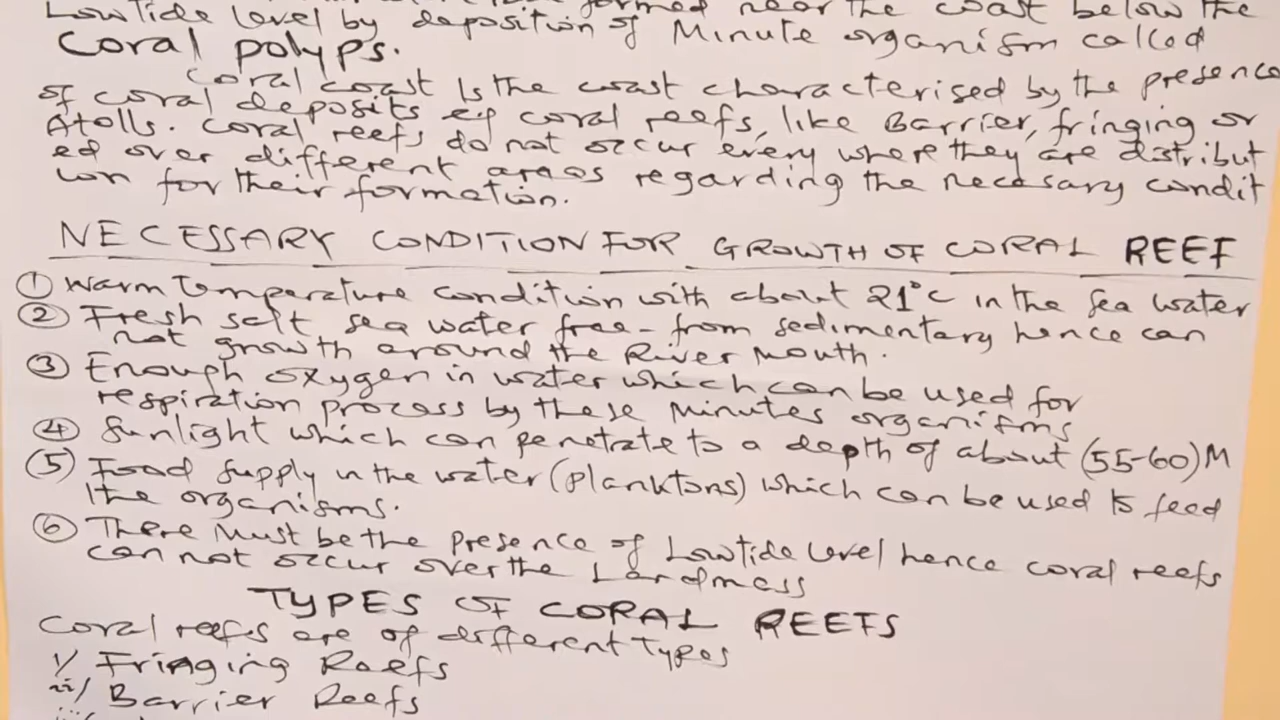 formed near the coast below the
Lowtide level by deposition of Minute organism called
Coral polyps.
Coral coast Is the coast characterised by the presence
of coral deposits eg coral reefs, like Barrier, fringing or
Atolls. Coral reefs do not occur every where they are distribut
ed over different areas regarding the necessary condit
ion for their formation.
NECESSARY CONDITION FOR GROWTH OF CORAL REEF
① Warm temperature condition with about 21°c in the Sea water
② Fresh salt sea water free - from sedimentary hence can
not growth around the River mouth.
③ Enough oxygen in water which can be used for
respiration process by these Minutes organisms
④ Sunlight which can penetrate to a depth of about (55-60)M
⑤ Food supply in the water (planktons) which can be used to feed
the organisms.
⑥ There Must be the presence of Lowtide level hence coral reefs
can not occur over the Landmass
TYPES OF CORAL REEFS
Coral reefs are of different Types
i/ Fringing Reefs
ii/ Barrier Reefs